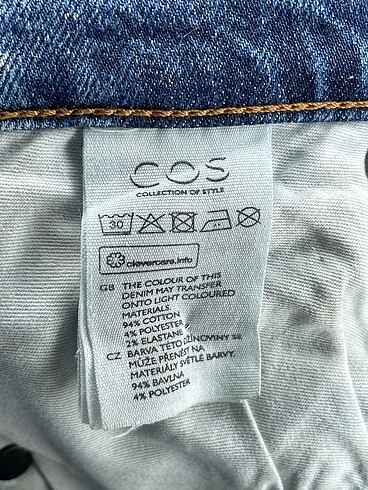 COS
COLLECTION OF STYLE
30
clevercare.info
GB THE COLOUR OF THIS
DENIM MAY TRANSFER
ONTO LIGHT COLOURED
MATERIALS.
94% COTTON
4% POLYESTER
2% ELASTANE
CZ BARVA TÉTO DŽÍNOVINY SE
MŮŽE PŘENÉST NA
MATERIÁLY SVĚTLÉ BARVY.
94% BAVLNA
4% POLYESTER